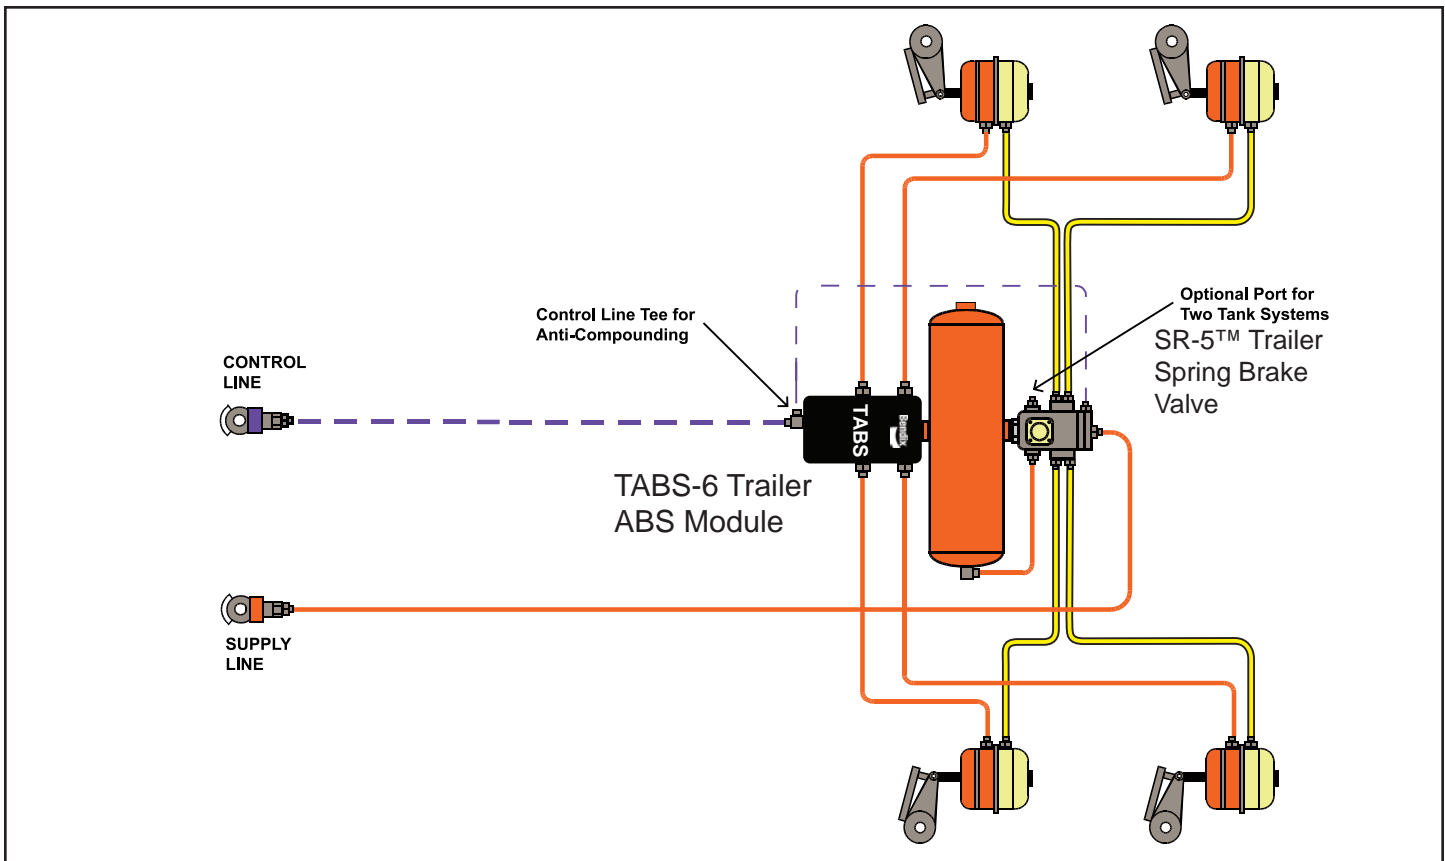 Optional Port for
Two Tank Systems
SR-5™ Trailer
Spring Brake
Valve
Control Line Tee for
Anti-Compounding
CONTROL
LINE
TABS
Bendix
TABS-6 Trailer
ABS Module
SUPPLY
LINE